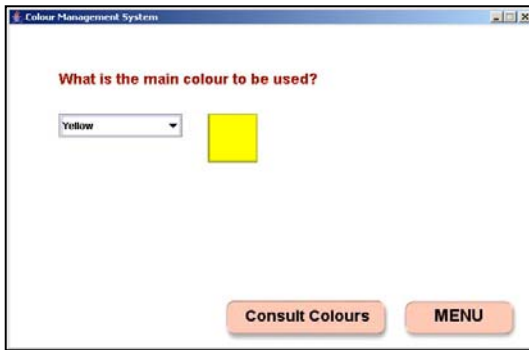 Colour Management System
What is the main colour to be used?
Yellow
Consult Colours MENU